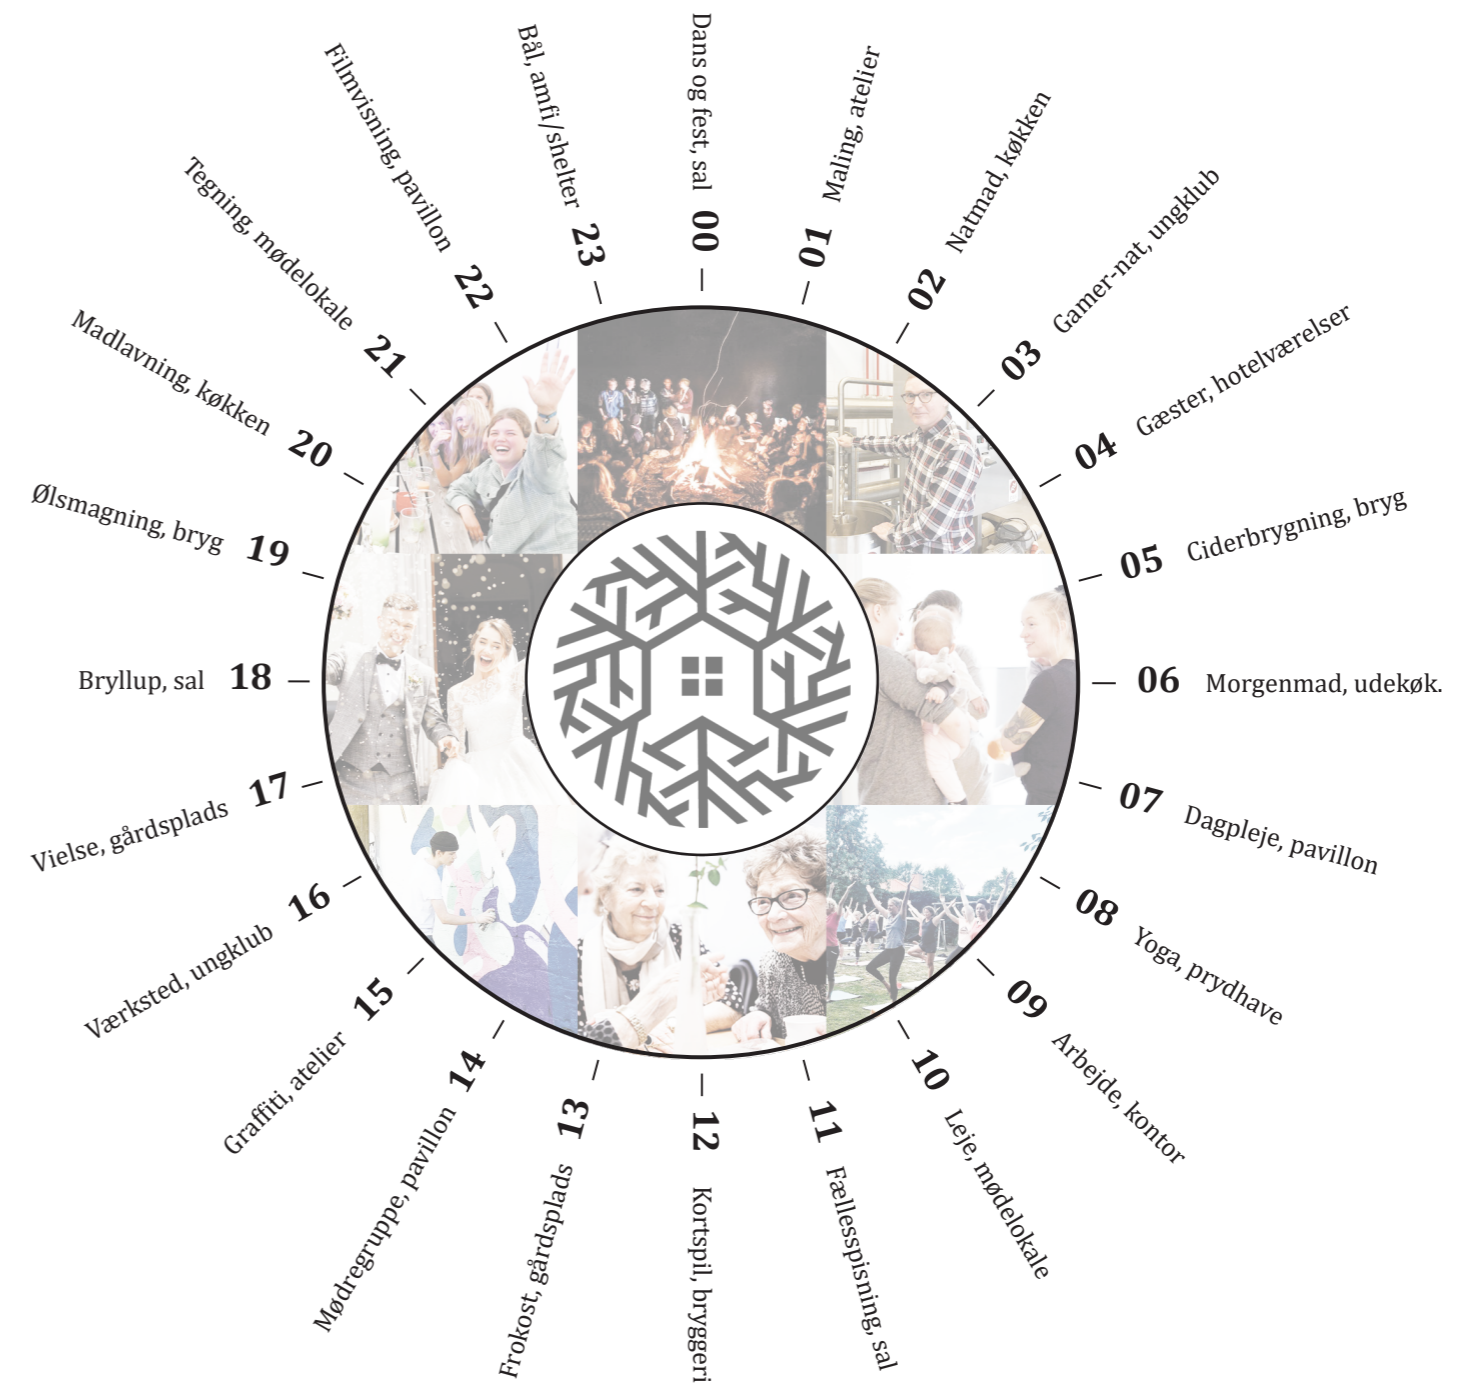 00 Dans og fest, sal
01 Maling, atelier
02 Natmad, køkken
03 Gamer-nat, ungklub
04 Gæster, hotelværelser
05 Ciderbrygning, bryg
06 Morgenmad, udekøk.
07 Dagpleje, pavillon
08 Yoga, prydhave
09 Arbejde, kontor
10 Leje, mødelokale
11 Fællesspisning, sal
12 Kortspil, bryggeri
13 Frokost, gårdsplads
14 Mødregruppe, pavillon
15 Graffiti, atelier
16 Værksted, ungklub
17 Vielse, gårdsplads
18 Bryllup, sal
19 Ølsmagning, bryg
20 Madlavning, køkken
21 Tegning, mødelokale
22 Filmvisning, pavillon
23 Bål, amfi/shelter